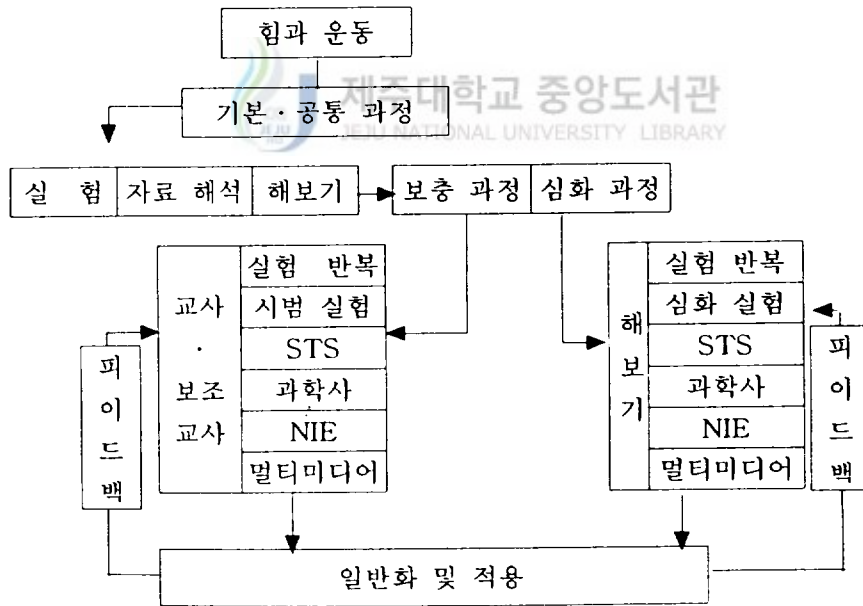 힘과 운동
제주대학교 중앙도서관
JEJU NATIONAL UNIVERSITY LIBRARY
기본 · 공통 과정
실 험 자료 해석 해보기
보충 과정 심화 과정
교사
·
보조
교사
실험 반복
시범 실험
STS
과학사
NIE
멀티미디어
피
이
드
백
해
보
기
실험 반복
심화 실험
STS
과학사
NIE
멀티미디어
피
이
드
백
일반화 및 적용